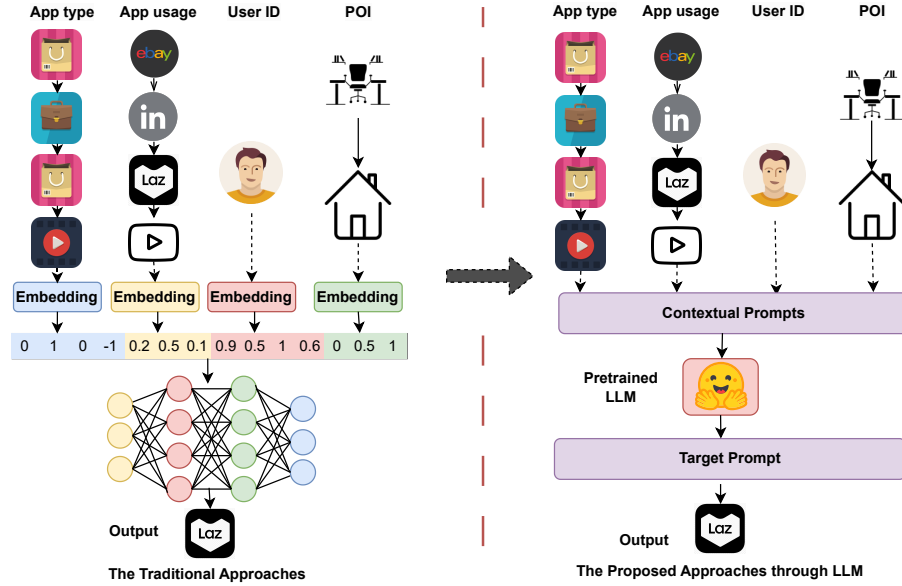 App type App usage User ID POI
ebay
in
Laz
Embedding Embedding Embedding Embedding
0 1 0 -1 0.2 0.5 0.1 0.9 0.5 1 0.6 0 0.5 1
Output
Laz
The Traditional Approaches
App type App usage User ID POI
ebay
in
Laz
Contextual Prompts
Pretrained
LLM
Target Prompt
Output
Laz
The Proposed Approaches through LLM